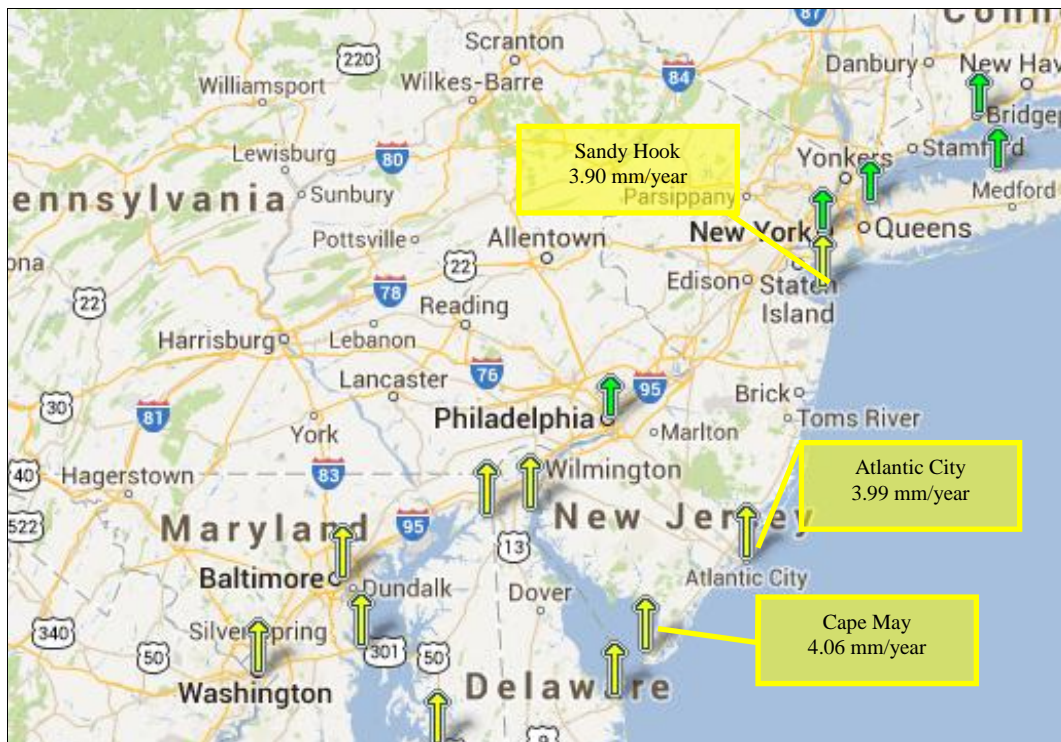 Conn
87
Scranton
220
Danbury
New Hav
Williamsport
Wilkes-Barre
84
Bridgep
Sandy Hook
3.90 mm/year
Lewisburg
80
Yonkers
Stamford
ennsylvania
Sunbury
Parsippany
Medford
Pottsville
Allentown
New York
Queens
ona
22
Edison
Staten
Island
22
78
Reading
Harrisburg
Lebanon
522
Lancaster
76
95
Brick
30
81
York
Philadelphia
Marlton
Toms River
40
Hagerstown
83
Wilmington
Atlantic City
3.99 mm/year
522
Maryland
95
New Jersey
13
Baltimore
Dundalk
Dover
Atlantic City
340
Silver Spring
50
301
50
Cape May
4.06 mm/year
Washington
Delaware
9